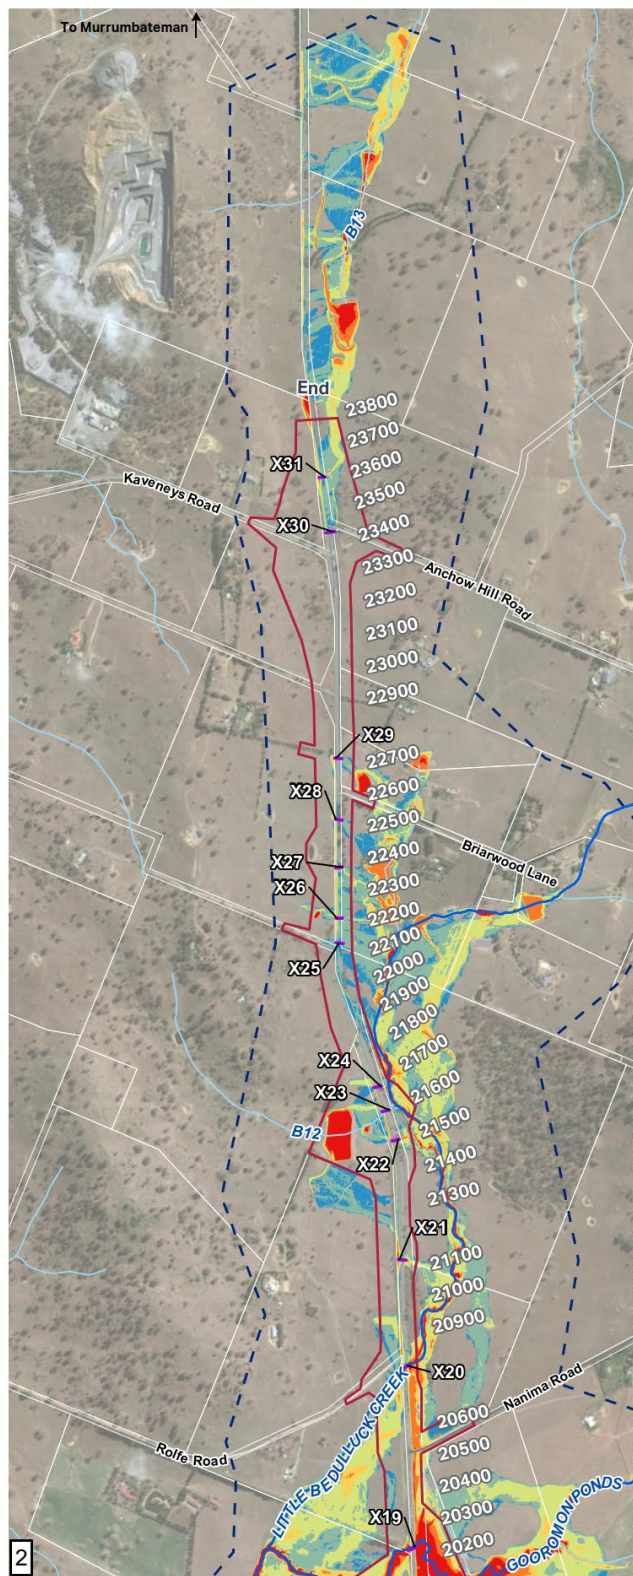 To Murrumbateman
B13
End
23800
23700
X31
23600
Kaveneys Road
23500
X30
23400
23300
Anchow Hill Road
23200
23100
23000
22900
X29
22700
22600
X28
22500
Briarwood Lane
22400
X27
22300
X26
22200
22100
X25
22000
21900
21800
21700
X24
21600
X23
21500
B12
X22
21400
21300
X21
21100
21000
20900
X20
Nanima Road
20600
LITTLE BEDULLUCK CREEK
Rolfe Road
20500
20400
20300
X19
20200
GOOROMON PONDS
2